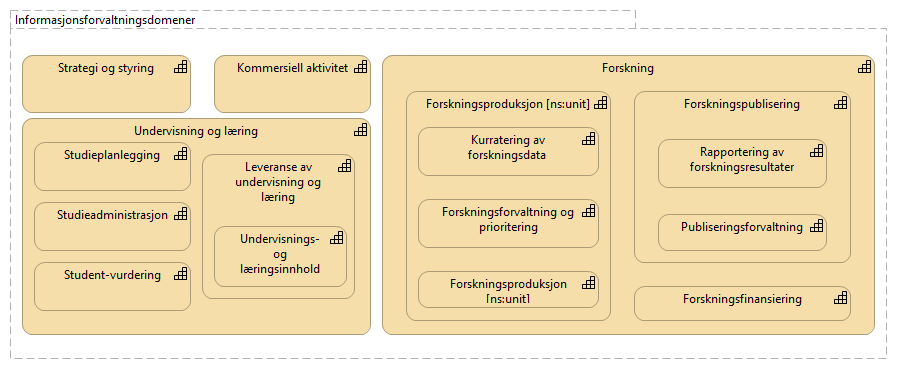 Informasjonsforvaltningsdomener
Strategi og styring
Kommersiell aktivitet
Undervisning og læring
Studieplanlegging
Studieadministrasjon
Student-vurdering
Leveranse av
undervisning og
læring
Undervisnings-
og
læringsinnhold
Forskning
Forskningsproduksjon [ns:unit]
Kurratering av
forskningsdata
Forskningsforvaltning og
prioritering
Forskningsproduksjon
[ns:unit]
Forskningspublisering
Rapportering av
forskningsresultater
Publiseringsforvaltning
Forskningsfinansiering